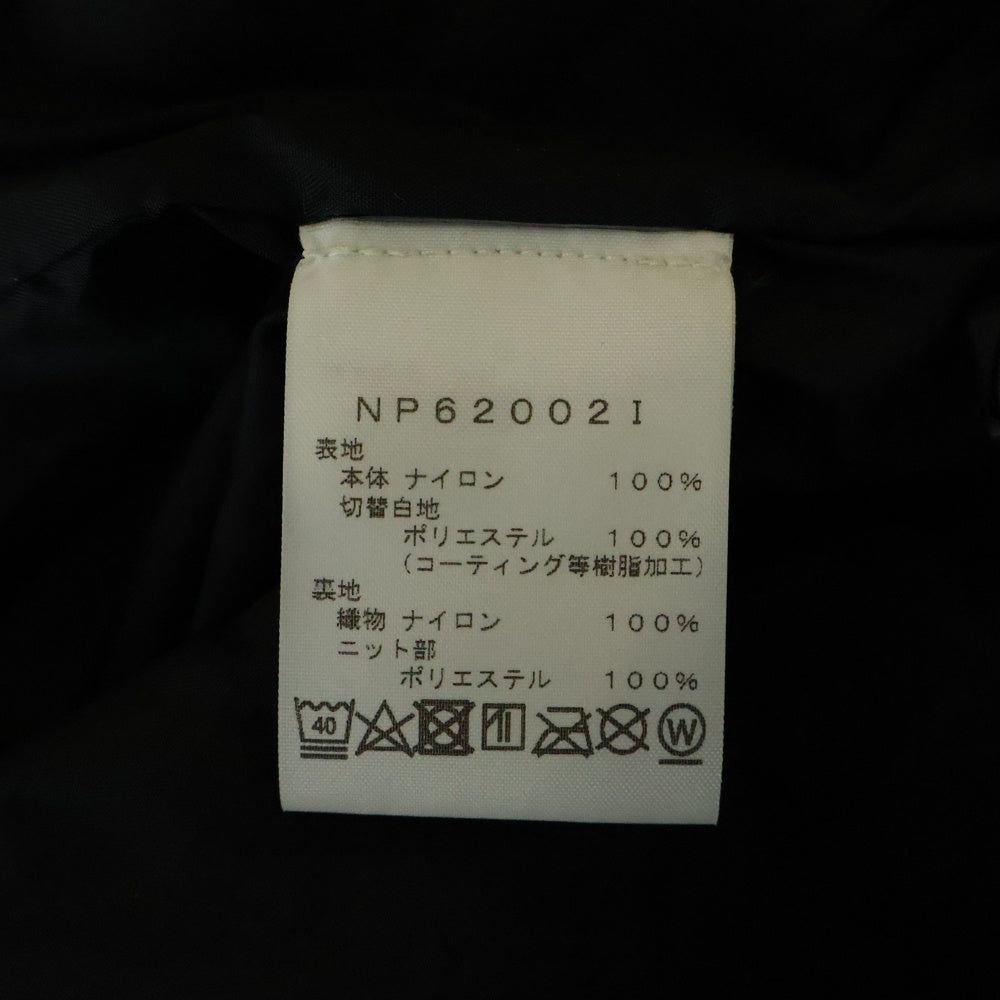 NP62002I
表地
本体 ナイロン 100%
切替白地
ポリエステル 100%
(コーティング等樹脂加工)
裏地
織物 ナイロン 100%
ニット部
ポリエステル 100%
40 W